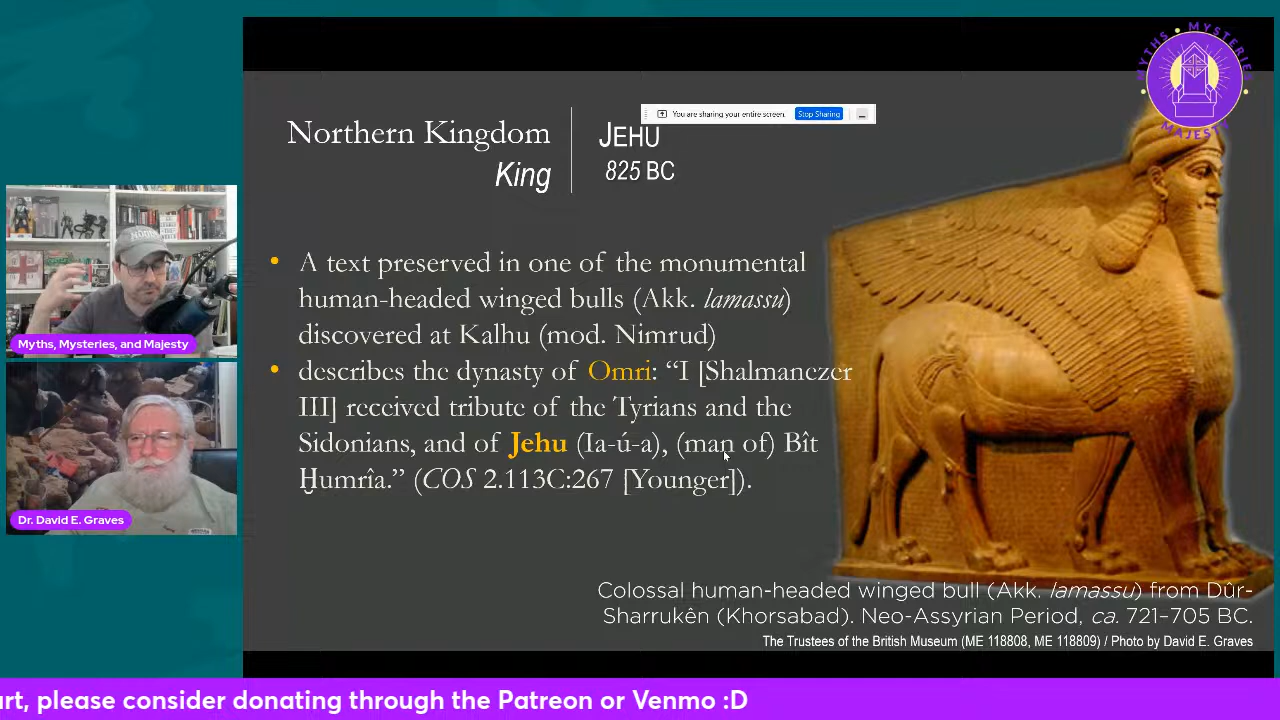 MYTHS, MYSTERIES,
MAJESTY
You are sharing your entire screen.
Stop Sharing
Northern Kingdom
King
JEHU
825 BC
• A text preserved in one of the monumental
human-headed winged bulls (Akk. lamassu)
discovered at Kalhu (mod. Nimrud)
• describes the dynasty of Omri: “I [Shalmanezer
III] received tribute of the Tyrians and the
Sidonians, and of Jehu (Ia-ú-a), (man of) Bît
Ḫumrîa.” (COS 2.113C:267 [Younger]).
Myths, Mysteries, and Majesty
Dr. David E. Graves
Colossal human-headed winged bull (Akk. lamassu) from Dûr-
Sharrukên (Khorsabad). Neo-Assyrian Period, ca. 721–705 BC.
The Trustees of the British Museum (ME 118808, ME 118809) / Photo by David E. Graves
art, please consider donating through the Patreon or Venmo :D